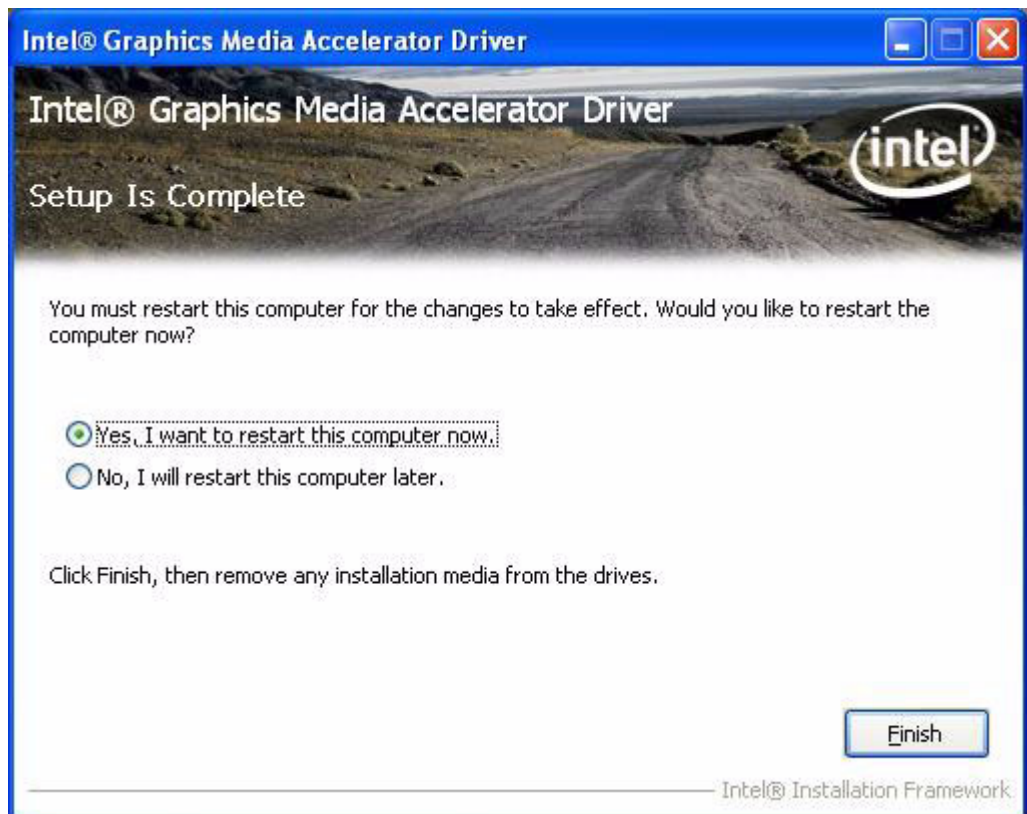 Intel® Graphics Media Accelerator Driver
Intel® Graphics Media Accelerator Driver
intel
Setup Is Complete
You must restart this computer for the changes to take effect. Would you like to restart the
computer now?
Yes, I want to restart this computer now.
No, I will restart this computer later.
Click Finish, then remove any installation media from the drives.
Finish
Intel® Installation Framework